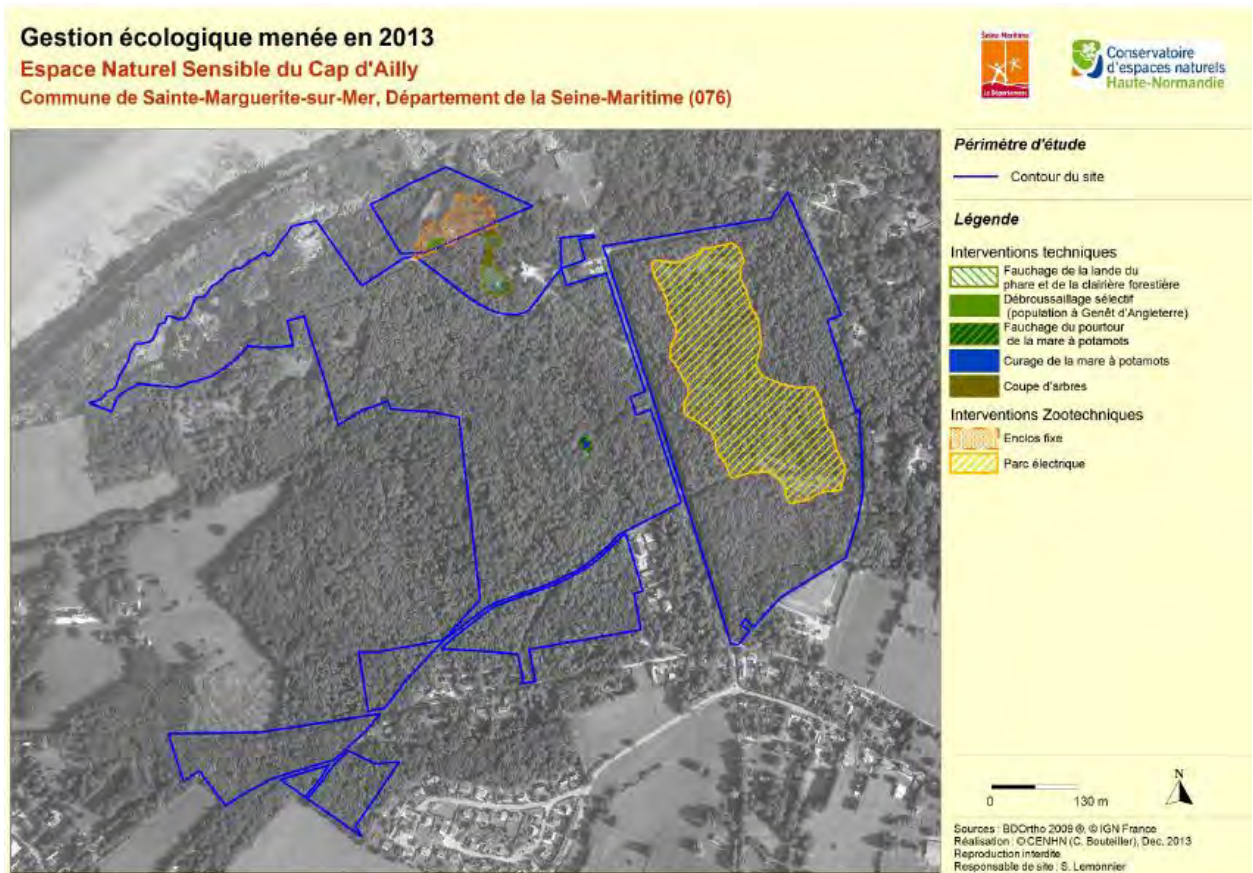 Gestion écologique menée en 2013
Espace Naturel Sensible du Cap d'Ailly
Commune de Sainte-Marguerite-sur-Mer, Département de la Seine-Maritime (076)
Seine-Maritime
Le Département
Conservatoire
d'espaces naturels
Haute-Normandie
Périmètre d'étude
Contour du site
Légende
Interventions techniques
Fauchage de la lande du
phare et de la clairière forestière
Débroussaillage sélectif
(population à Genêt d'Angleterre)
Fauchage du pourtour
de la mare à potamots
Curage de la mare à potamots
Coupe d'arbres
Interventions Zootechniques
Enclos fixe
Parc électrique
N
0 130 m
Sources : BDOrtho 2009 ®, © IGN France
Réalisation : © CENHN (C. Bouteiller), Dec. 2013
Reproduction interdite
Responsable de site : S. Lemonnier